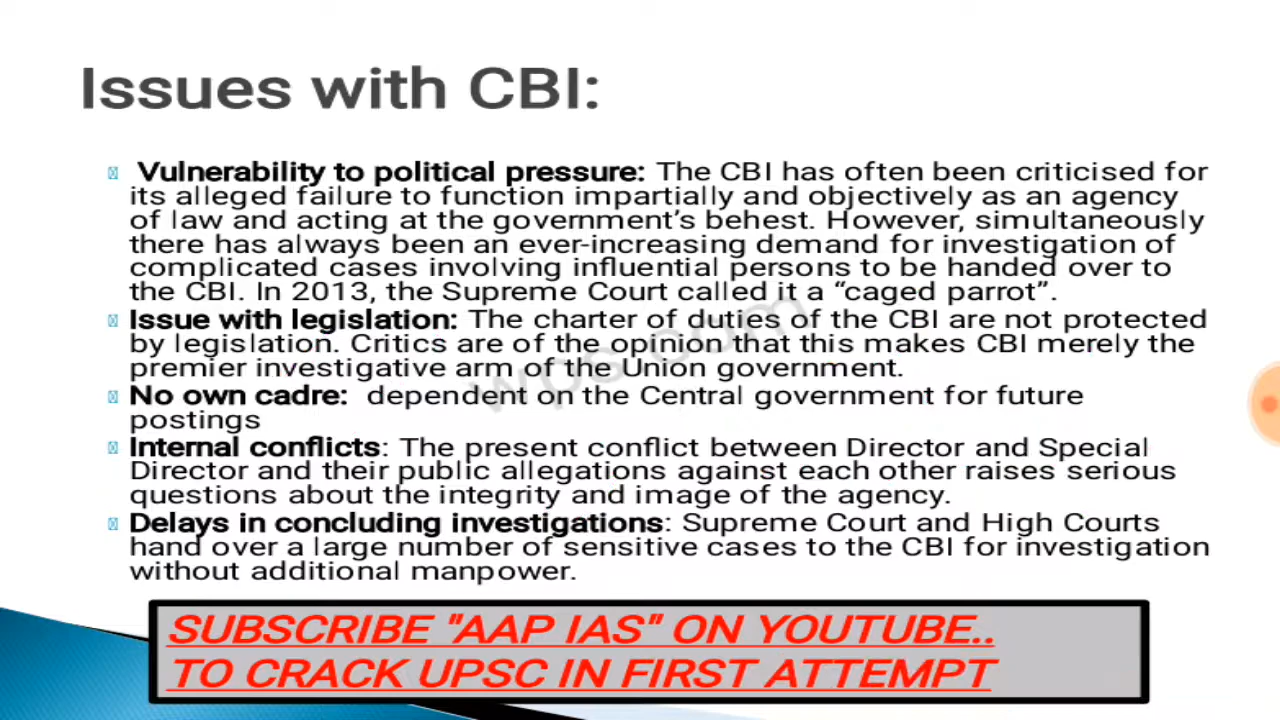 Issues with CBI:
Vulnerability to political pressure: The CBI has often been criticised for
its alleged failure to function impartially and objectively as an agency
of law and acting at the government's behest. However, simultaneously
there has always been an ever-increasing demand for investigation of
complicated cases involving influential persons to be handed over to
the CBI. In 2013, the Supreme Court called it a “caged parrot”.
Issue with legislation: The charter of duties of the CBI are not protected
by legislation. Critics are of the opinion that this makes CBI merely the
premier investigative arm of the Union government.
No own cadre: dependent on the Central government for future
postings
Internal conflicts: The present conflict between Director and Special
Director and their public allegations against each other raises serious
questions about the integrity and image of the agency.
Delays in concluding investigations: Supreme Court and High Courts
hand over a large number of sensitive cases to the CBI for investigation
without additional manpower.
wps.com
SUBSCRIBE "AAP IAS" ON YOUTUBE..
TO CRACK UPSC IN FIRST ATTEMPT